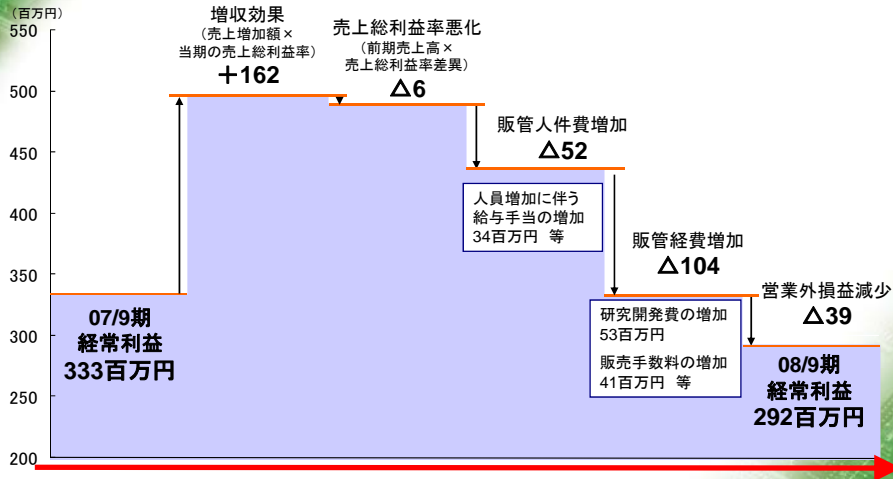 (百万円)
550
500
450
400
350
300
250
200
増収効果
(売上増加額×
当期の売上総利益率)
＋162
売上総利益率悪化
(前期売上高×
売上総利益率差異)
△6
販管人件費増加
△52
人員増加に伴う
給与手当の増加
34百万円 等
販管経費増加
△104
研究開発費の増加
53百万円
販売手数料の増加
41百万円 等
営業外損益減少
△39
07/9期
経常利益
333百万円
08/9期
経常利益
292百万円